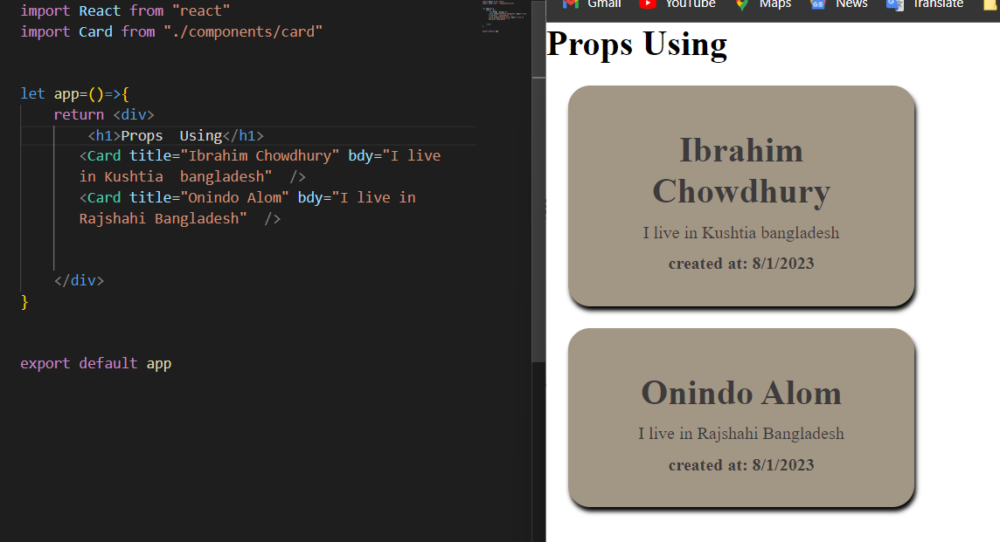 import React from "react"
import Card from "./components/card"
let app=()=>{
return <div>
<h1>Props  Using</h1>
<Card title="Ibrahim Chowdhury" bdy="I live
in Kushtia  bangladesh"  />
<Card title="Onindo Alom" bdy="I live in
Rajshahi Bangladesh"  />
</div>
}
export default app
Gmail YouTube Maps News Translate
Props Using
Ibrahim
Chowdhury
I live in Kushtia bangladesh
created at: 8/1/2023
Onindo Alom
I live in Rajshahi Bangladesh
created at: 8/1/2023